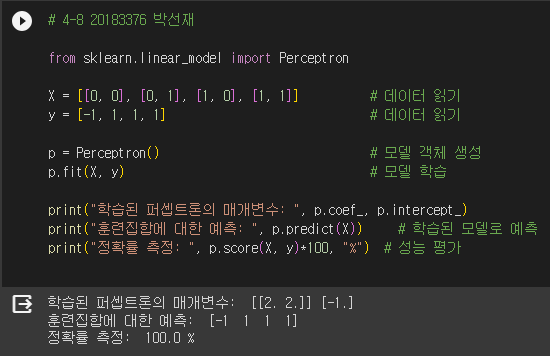 # 4-8 20183376 박선재
from sklearn.linear_model import Perceptron
X = [[0, 0], [0, 1], [1, 0], [1, 1]] # 데이터 읽기
y = [-1, 1, 1, 1] # 데이터 읽기
p = Perceptron() # 모델 객체 생성
p.fit(X, y) # 모델 학습
print("학습된 퍼셉트론의 매개변수: ", p.coef_, p.intercept_)
print("훈련집합에 대한 예측: ", p.predict(X)) # 학습된 모델로 예측
print("정확률 측정: ", p.score(X, y)*100, "%") # 성능 평가
학습된 퍼셉트론의 매개변수: [[2. 2.]] [-1.]
훈련집합에 대한 예측: [-1 1 1 1]
정확률 측정: 100.0 %